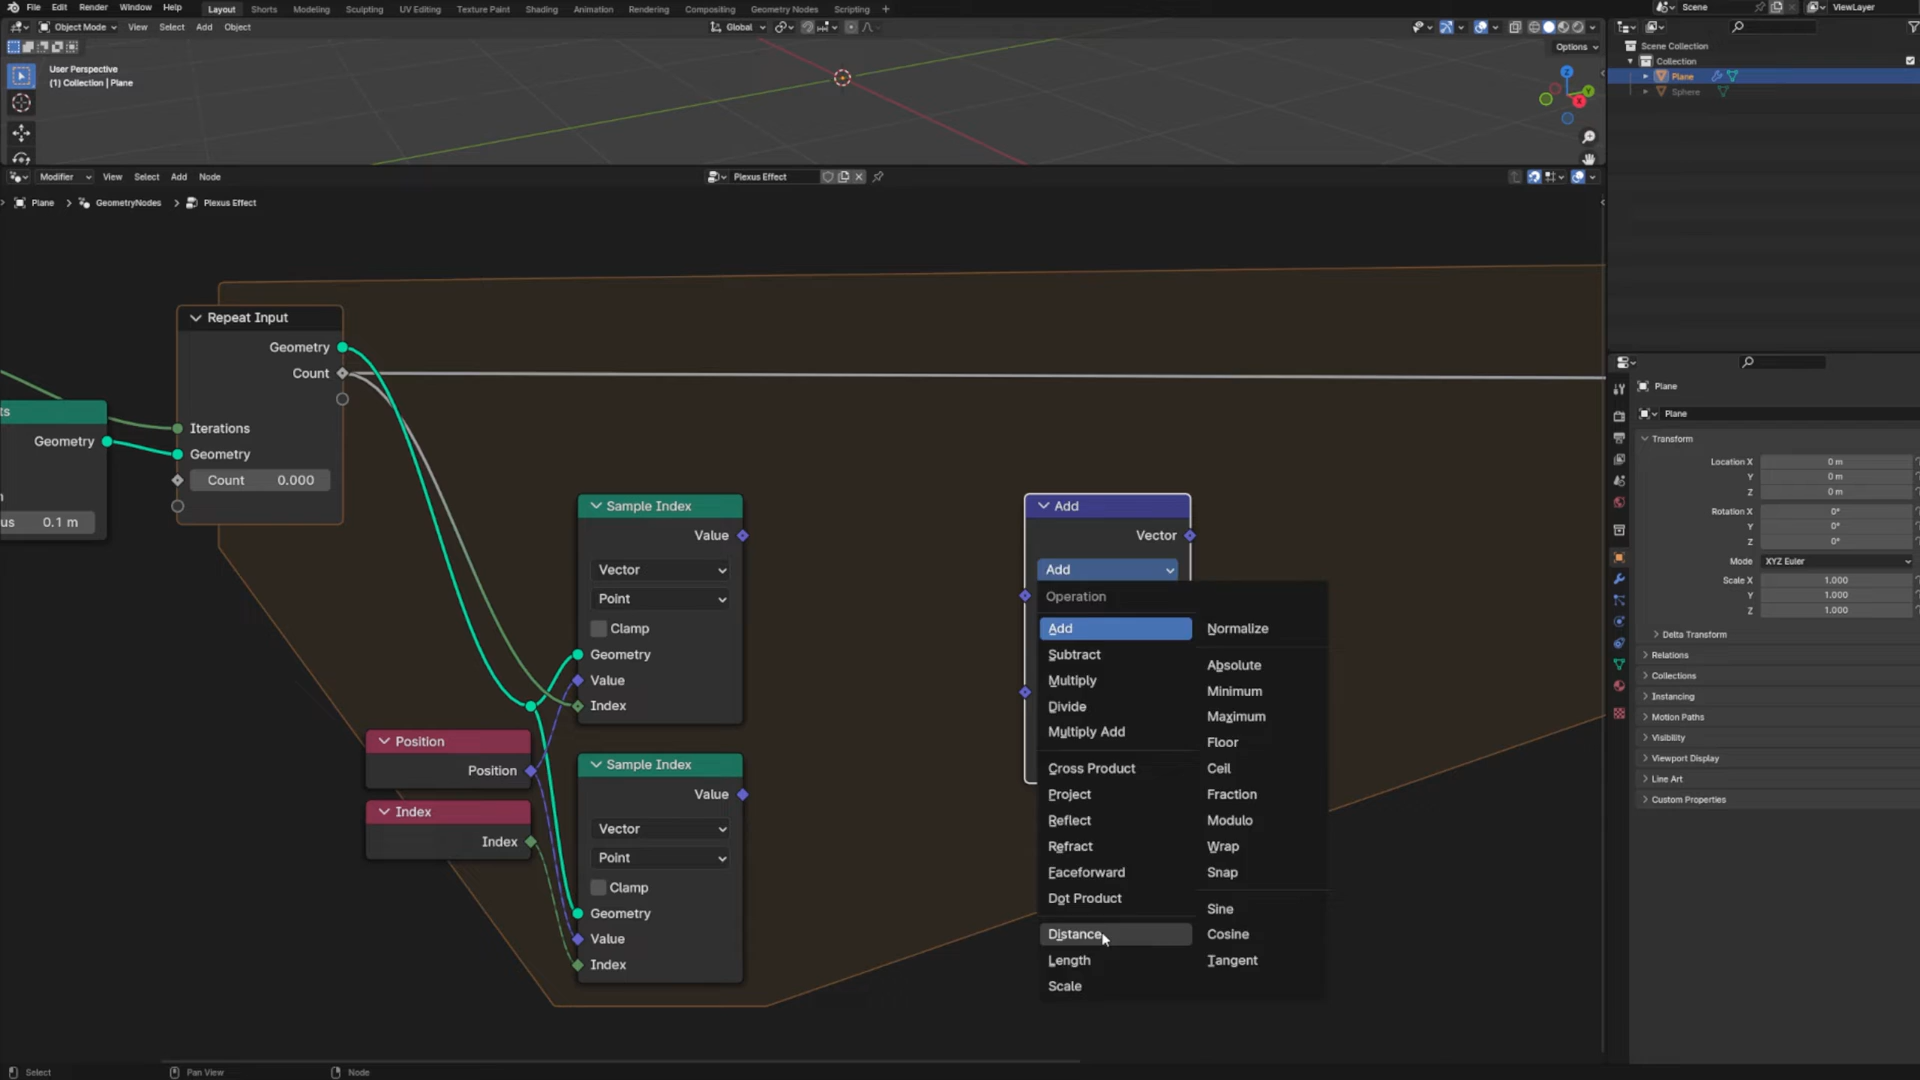 File Edit Render Window Help Layout Shorts Modeling Sculpting UV Editing Texture Paint Shading Animation Rendering Compositing Geometry Nodes Scripting + Scene ViewLayer
Object Mode View Select Add Object Global
Options
User Perspective
(1) Collection | Plane
Z
Y
X
Scene Collection
Collection
Plane
Sphere
Modifier View Select Add Node Plexus Effect
Plane > GeometryNodes > Plexus Effect
Repeat Input
Geometry
Count
Iterations
Geometry
Count 0.000
ts
Geometry
us 0.1 m
Sample Index
Value
Vector
Point
Clamp
Geometry
Value
Index
Position
Position
Index
Index
Sample Index
Value
Vector
Point
Clamp
Geometry
Value
Index
Add
Vector
Add
Operation
Add
Subtract
Multiply
Divide
Multiply Add
Cross Product
Project
Reflect
Refract
Faceforward
Dot Product
Distance
Length
Scale
Normalize
Absolute
Minimum
Maximum
Floor
Ceil
Fraction
Modulo
Wrap
Snap
Sine
Cosine
Tangent
Plane
Plane
Transform
Location X 0 m
Y 0 m
Z 0 m
Rotation X 0°
Y 0°
Z 0°
Mode XYZ Euler
Scale X 1.000
Y 1.000
Z 1.000
Delta Transform
Relations
Collections
Instancing
Motion Paths
Visibility
Viewport Display
Line Art
Custom Properties
Select Pan View Node